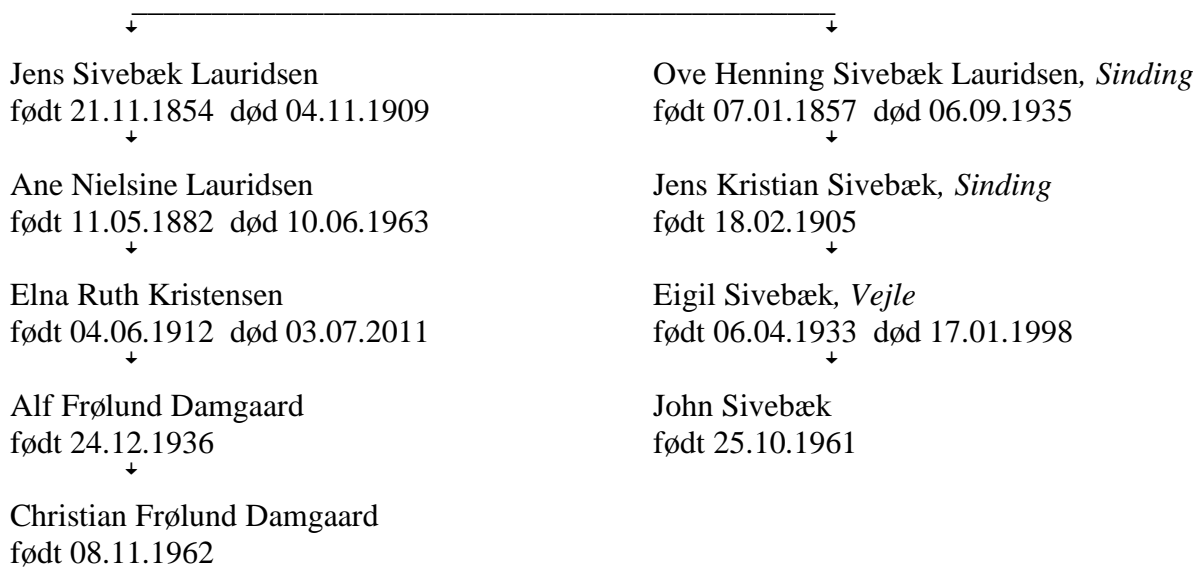 Jens Sivebæk Lauridsen
født 21.11.1854 død 04.11.1909
Ane Nielsine Lauridsen
født 11.05.1882 død 10.06.1963
Elna Ruth Kristensen
født 04.06.1912 død 03.07.2011
Alf Frølund Damgaard
født 24.12.1936
Christian Frølund Damgaard
født 08.11.1962
Ove Henning Sivebæk Lauridsen, Sinding
født 07.01.1857 død 06.09.1935
Jens Kristian Sivebæk, Sinding
født 18.02.1905
Eigil Sivebæk, Vejle
født 06.04.1933 død 17.01.1998
John Sivebæk
født 25.10.1961